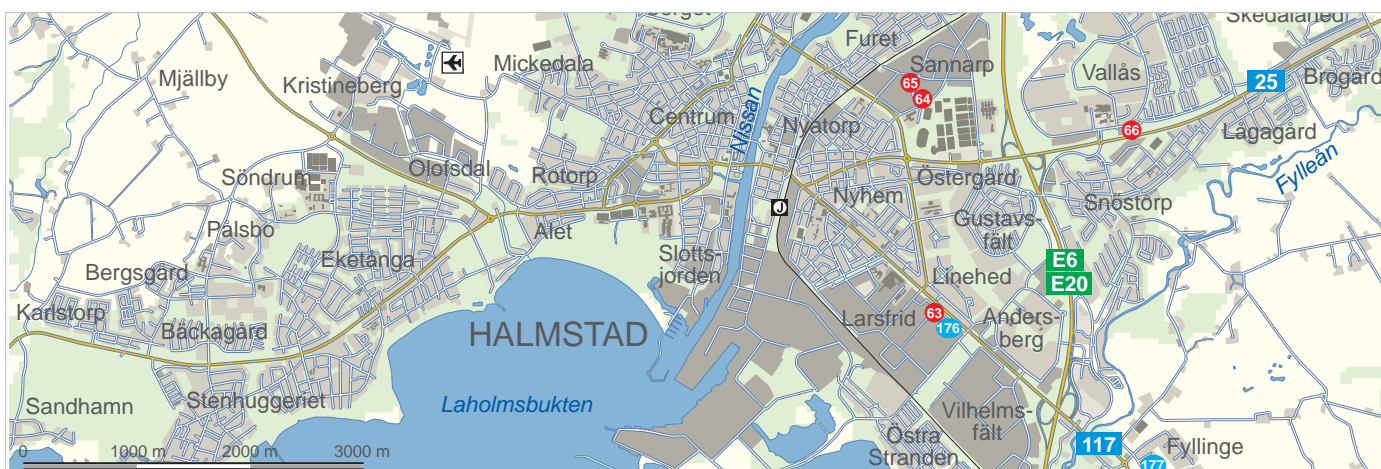 Skedalahedi
Furet
Mickedala
Sannarp
Vallås
Mjällby
Kristineberg
65
64
25
Brogård
Centrum
Nissan
Nyatorp
66
Lågagård
Olofsdal
Söndrum
Rotorp
Östergård
Fylleån
Nyhem
Snöstorp
Pålsbo
Alet
J
Gustavs-
fält
Slotts-
jorden
Bergsgård
Eketånga
E6
E20
Linehed
Karlstorp
Bäckagård
HALMSTAD
Larsfrid
63
176
Anders-
berg
Sandhamn
Stenhuggeriet
Laholmsbukten
Vilhelms-
fält
Östra
Stranden
117
Fyllinge
177
0
1000 m
2000 m
3000 m